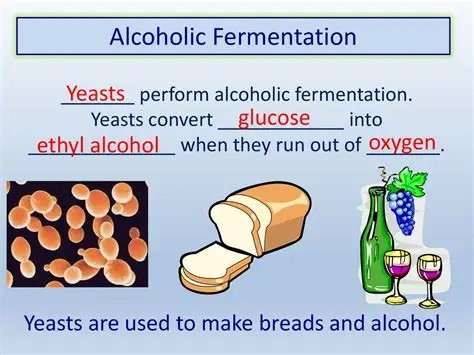 Alcoholic Fermentation
Yeasts perform alcoholic fermentation.
Yeasts convert glucose into
ethyl alcohol when they run out of oxygen.
Yeasts are used to make breads and alcohol.